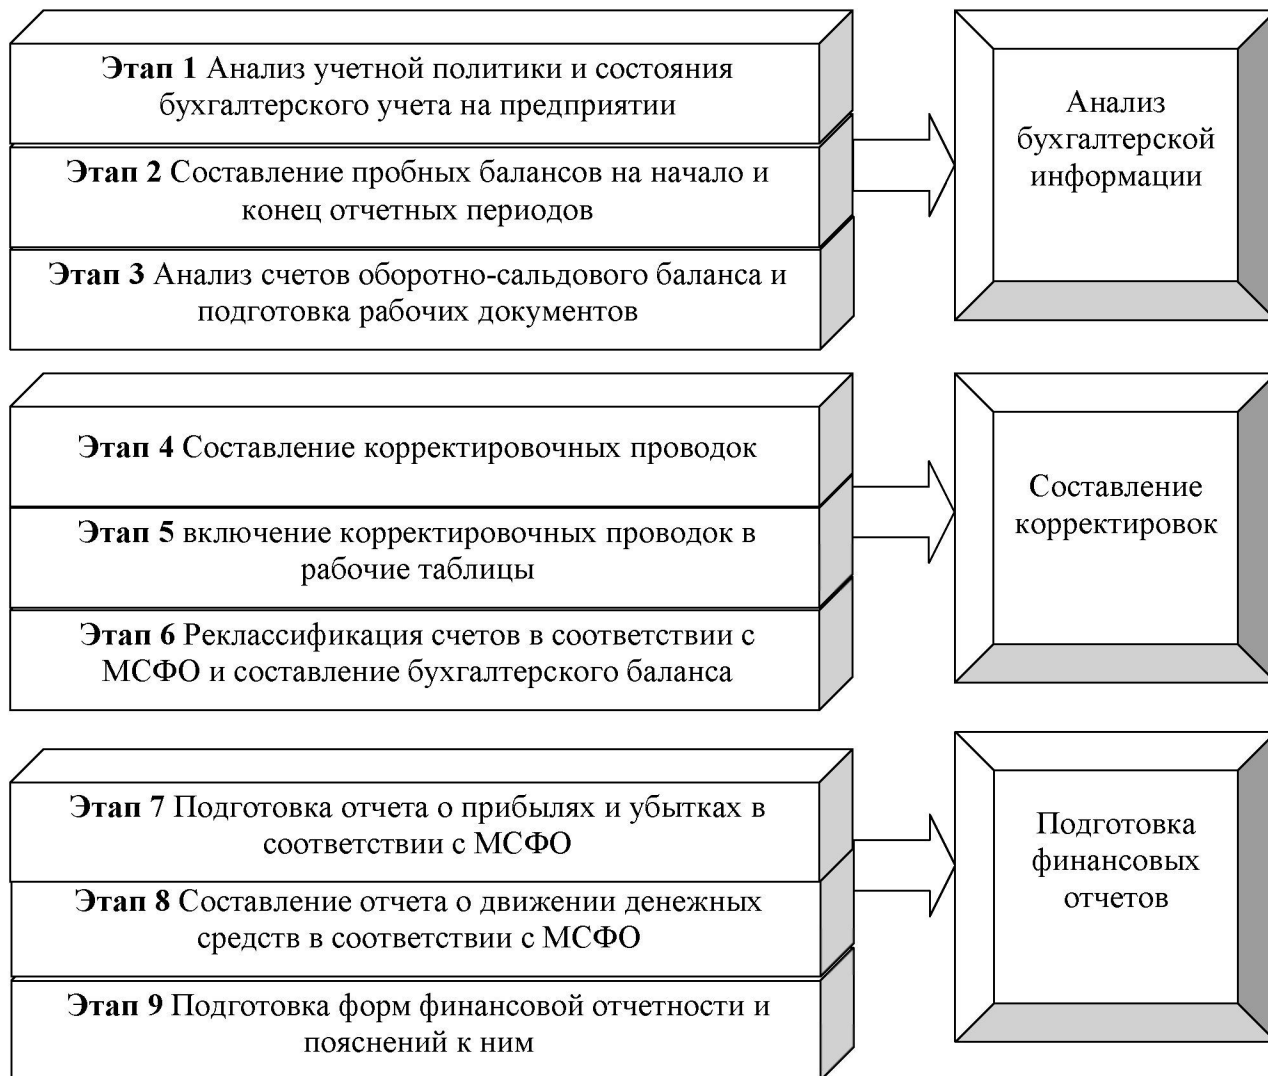 Этап 1 Анализ учетной политики и состояния
бухгалтерского учета на предприятии
Этап 2 Составление пробных балансов на начало и
конец отчетных периодов
Этап 3 Анализ счетов оборотно-сальдового баланса и
подготовка рабочих документов
Анализ
бухгалтерской
информации
Этап 4 Составление корректировочных проводок
Этап 5 включение корректировочных проводок в
рабочие таблицы
Этап 6 Реклассификация счетов в соответствии с
МСФО и составление бухгалтерского баланса
Составление
корректировок
Этап 7 Подготовка отчета о прибылях и убытках в
соответствии с МСФО
Этап 8 Составление отчета о движении денежных
средств в соответствии с МСФО
Этап 9 Подготовка форм финансовой отчетности и
пояснений к ним
Подготовка
финансовых
отчетов